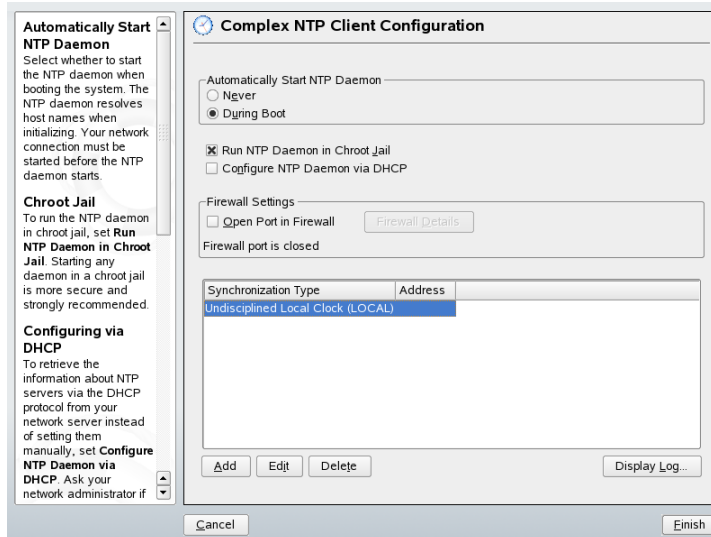 Automatically Start
NTP Daemon
Select whether to start
the NTP daemon when
booting the system. The
NTP daemon resolves
host names when
initializing. Your network
connection must be
started before the NTP
daemon starts.
Chroot Jail
To run the NTP daemon
in chroot jail, set Run
NTP Daemon in Chroot
Jail. Starting any
daemon in a chroot jail
is more secure and
strongly recommended.
Configuring via
DHCP
To retrieve the
information about NTP
servers via the DHCP
protocol from your
network server instead
of setting them
manually, set Configure
NTP Daemon via
DHCP. Ask your
network administrator if
Complex NTP Client Configuration
Automatically Start NTP Daemon
Never
During Boot
Run NTP Daemon in Chroot Jail
Configure NTP Daemon via DHCP
Firewall Settings
Open Port in Firewall Firewall Details
Firewall port is closed
Synchronization Type Address
Undisciplined Local Clock (LOCAL)
Add Edit Delete Display Log...
Cancel Finish